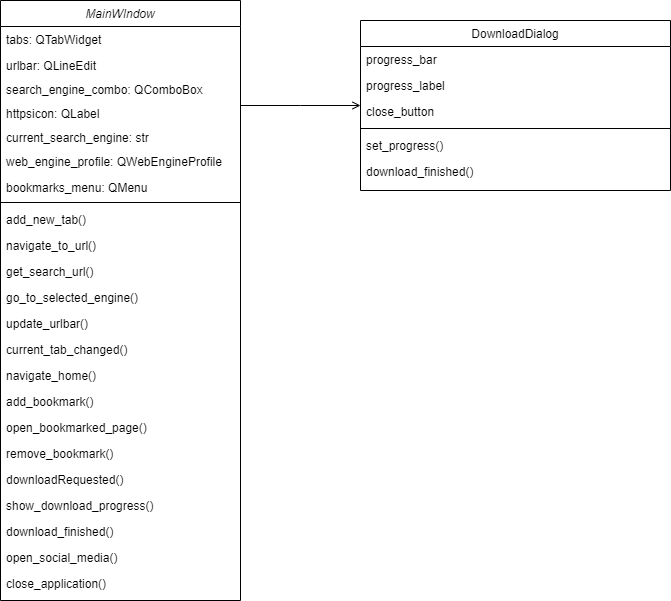 MainWIndow
tabs: QTabWidget
urlbar: QLineEdit
search_engine_combo: QComboBox
httpsicon: QLabel
current_search_engine: str
web_engine_profile: QWebEngineProfile
bookmarks_menu: QMenu
add_new_tab()
navigate_to_url()
get_search_url()
go_to_selected_engine()
update_urlbar()
current_tab_changed()
navigate_home()
add_bookmark()
open_bookmarked_page()
remove_bookmark()
downloadRequested()
show_download_progress()
download_finished()
open_social_media()
close_application()
DownloadDialog
progress_bar
progress_label
close_button
set_progress()
download_finished()